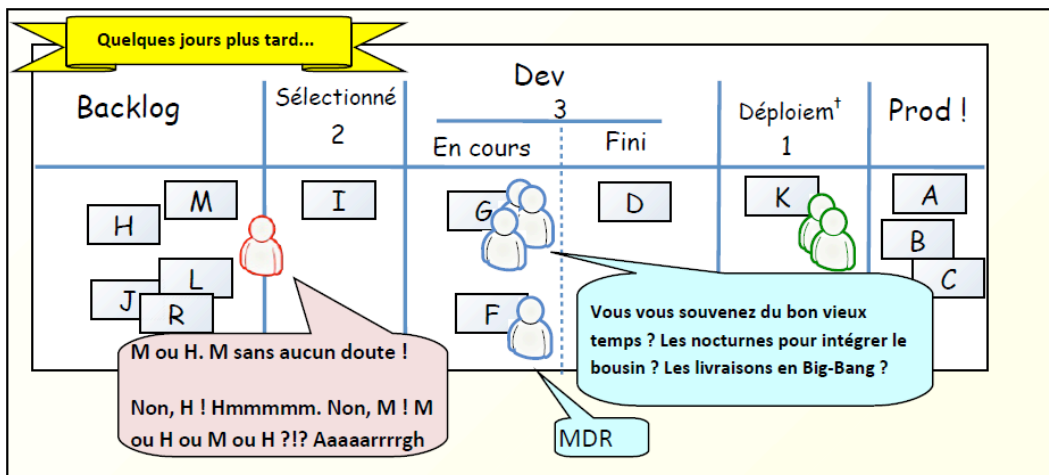 Quelques jours plus tard...
Backlog
Sélectionné
2
Dev
3
En cours
Fini
Déploiem†
1
Prod !
M
H
J
L
R
I
G
F
D
K
A
B
C
M ou H. M sans aucun doute !
Non, H ! Hmmmmm. Non, M ! M
ou H ou M ou H ?!? Aaaaarrrrgh
Vous vous souvenez du bon vieux
temps ? Les nocturnes pour intégrer le
bousin ? Les livraisons en Big-Bang ?
MDR